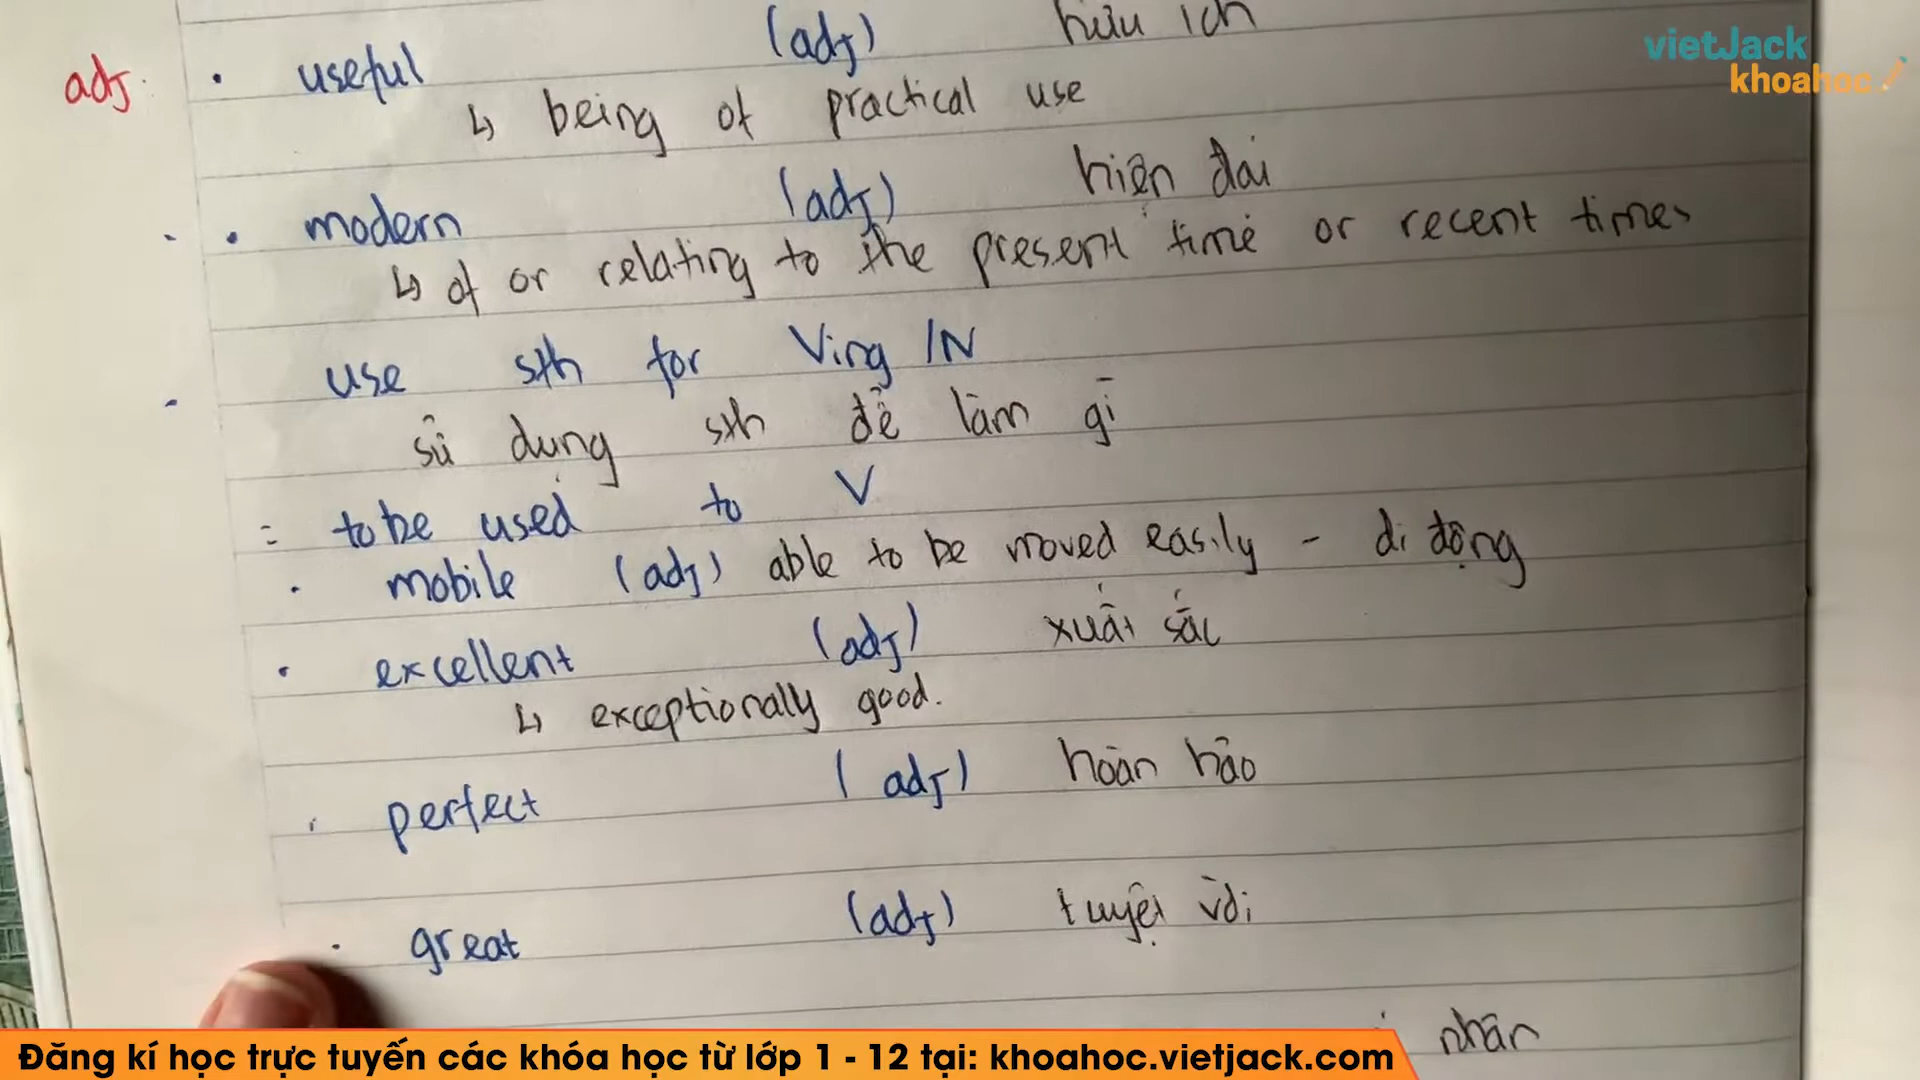 vietJack
khoahoc
adj:
• useful (adj) hữu ích
↳ being of practical use
• modern (adj) hiện đại
↳ of or relating to the present time or recent times
use sth for Ving /N
sử dụng sth để làm gì
= to be used to V
• mobile (adj) able to be moved easily - di động
• excellent (adj) xuất sắc
↳ exceptionally good.
• perfect (adj) hoàn hảo
• great (adj) tuyệt vời
nhân
Đăng kí học trực tuyến các khóa học từ lớp 1 - 12 tại: khoahoc.vietjack.com